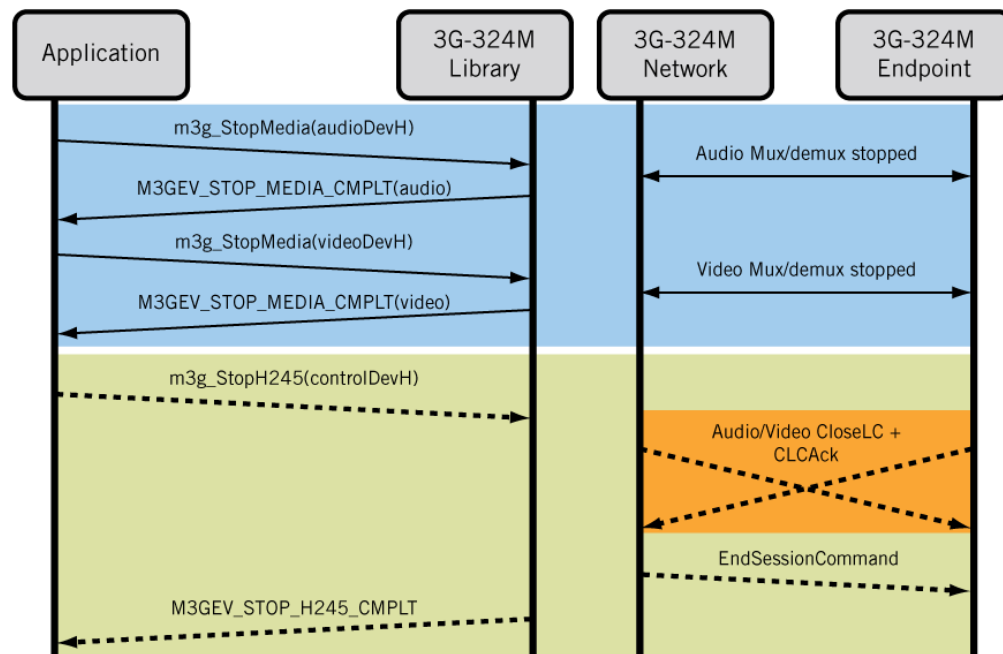 Application
3G-324M
Library
3G-324M
Network
3G-324M
Endpoint
m3g_StopMedia(audioDevH)
Audio Mux/demux stopped
M3GEV_STOP_MEDIA_CMPLT(audio)
m3g_StopMedia(videoDevH)
Video Mux/demux stopped
M3GEV_STOP_MEDIA_CMPLT(video)
m3g_StopH245(controlDevH)
Audio/Video CloseLC +
CLCAck
EndSessionCommand
M3GEV_STOP_H245_CMPLT